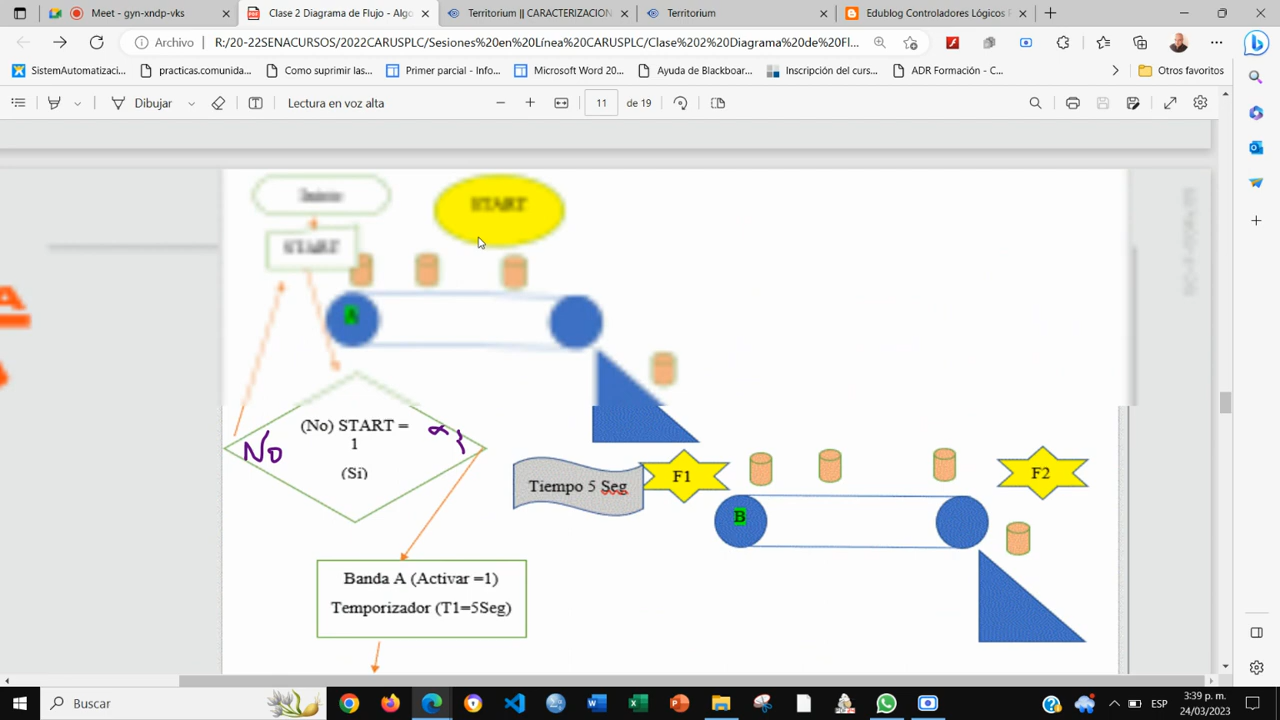 Meet - gyn-xndp-vks
Clase 2 Diagrama de Flujo - Algo
Territorium || CARACTERIZACION
Territorium
Edublog Controladores Lógicos
Archivo
R:/20-22SENACURSOS/2022CARUSPLC/Sesiones%20en%20Línea%20CARUSPLC/Clase%202%20Diagrama%20de%20Fl...
SistemAutomatizaci...
practicas.comunida...
Como suprimir las...
Primer parcial - Info...
Microsoft Word 20...
Ayuda de Blackboar...
Inscripción del curs...
ADR Formación - C...
Otros favoritos
Dibujar
Lectura en voz alta
11
de 19
Inicio
START
START
A
A
(No) START =
1
(Si)
No
Tiempo 5 Seg
F1
F2
B
Banda A (Activar =1)
Temporizador (T1=5Seg)
Buscar
ESP
3:39 p. m.
24/03/2023